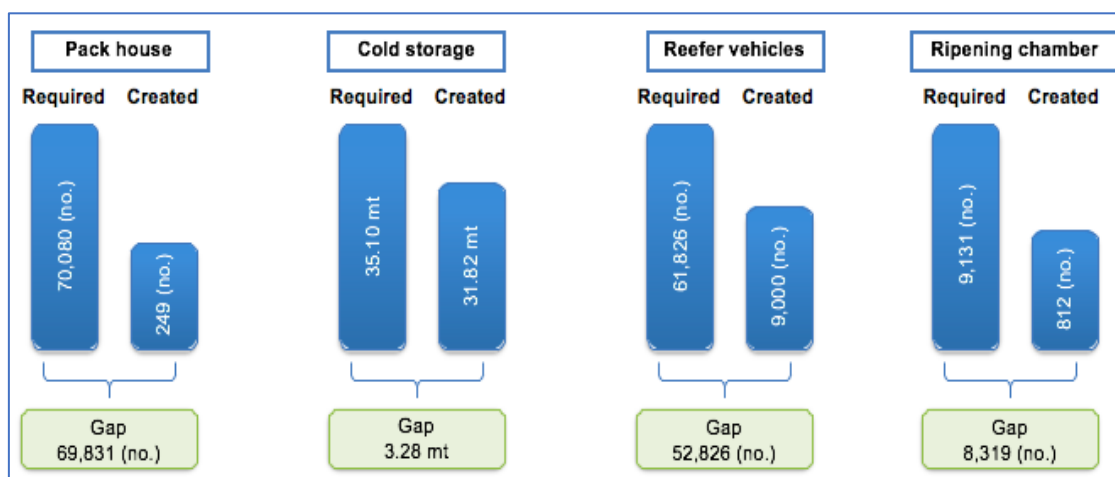 Pack house
Required Created
70,080 (no.)
249 (no.)
Gap
69,831 (no.)
Cold storage
Required Created
35.10 mt
31.82 mt
Gap
3.28 mt
Reefer vehicles
Required Created
61,826 (no.)
9,000 (no.)
Gap
52,826 (no.)
Ripening chamber
Required Created
9,131 (no.)
812 (no.)
Gap
8,319 (no.)